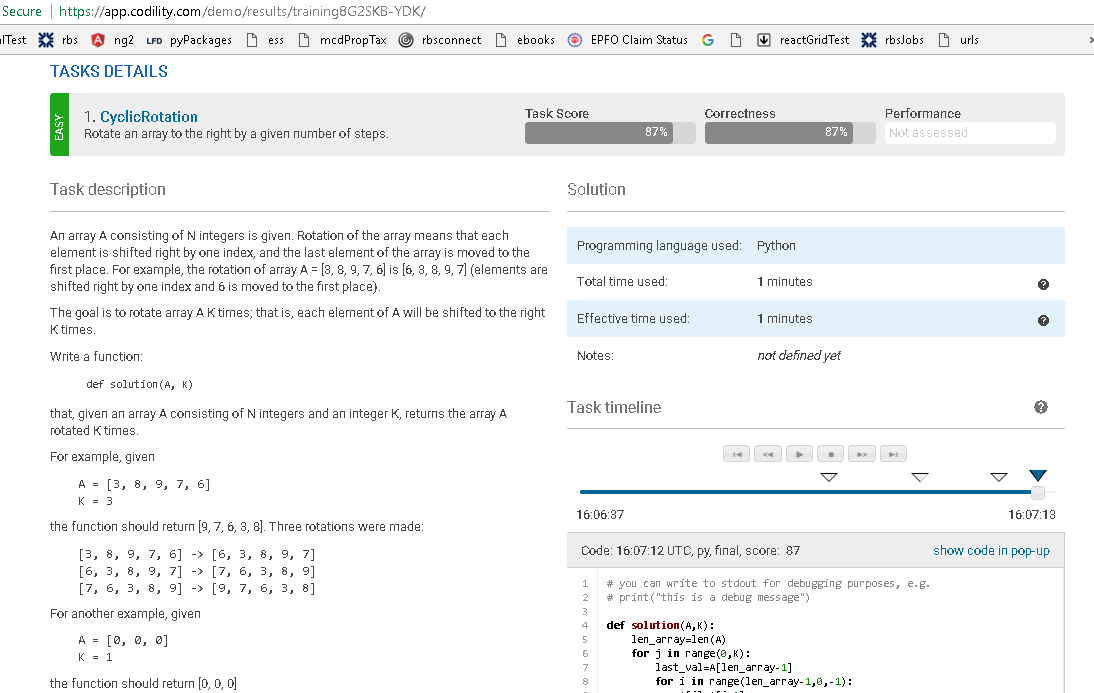 Secure | https://app.codility.com/demo/results/training8G2SKB-YDK/
lTest rbs ng2 LFD pyPackages ess mcdPropTax rbsconnect ebooks EPFO Claim Status reactGridTest rbsJobs urls
TASKS DETAILS
EASY
1. CyclicRotation
Rotate an array to the right by a given number of steps.
Task Score
87%
Correctness
87%
Performance
Not assessed
Task description
An array A consisting of N integers is given. Rotation of the array means that each
element is shifted right by one index, and the last element of the array is moved to the
first place. For example, the rotation of array A = [3, 8, 9, 7, 6] is [6, 3, 8, 9, 7] (elements are
shifted right by one index and 6 is moved to the first place).
The goal is to rotate array A K times; that is, each element of A will be shifted to the right
K times.
Write a function:
def solution(A, K)
that, given an array A consisting of N integers and an integer K, returns the array A
rotated K times.
For example, given
A = [3, 8, 9, 7, 6]
K = 3
the function should return [9, 7, 6, 3, 8]. Three rotations were made:
[3, 8, 9, 7, 6] -> [6, 3, 8, 9, 7]
[6, 3, 8, 9, 7] -> [7, 6, 3, 8, 9]
[7, 6, 3, 8, 9] -> [9, 7, 6, 3, 8]
For another example, given
A = [0, 0, 0]
K = 1
the function should return [0, 0, 0]
Solution
Programming language used: Python
Total time used: 1 minutes
Effective time used: 1 minutes
Notes: not defined yet
Task timeline
16:06:37
16:07:13
Code: 16:07:12 UTC, py, final, score: 87
show code in pop-up
1 # you can write to stdout for debugging purposes, e.g.
2 # print("this is a debug message")
3
4 def solution(A,K):
5 len_array=len(A)
6 for j in range(0,K):
7 last_val=A[len_array-1]
8 for i in range(len_array-1,0,-1):